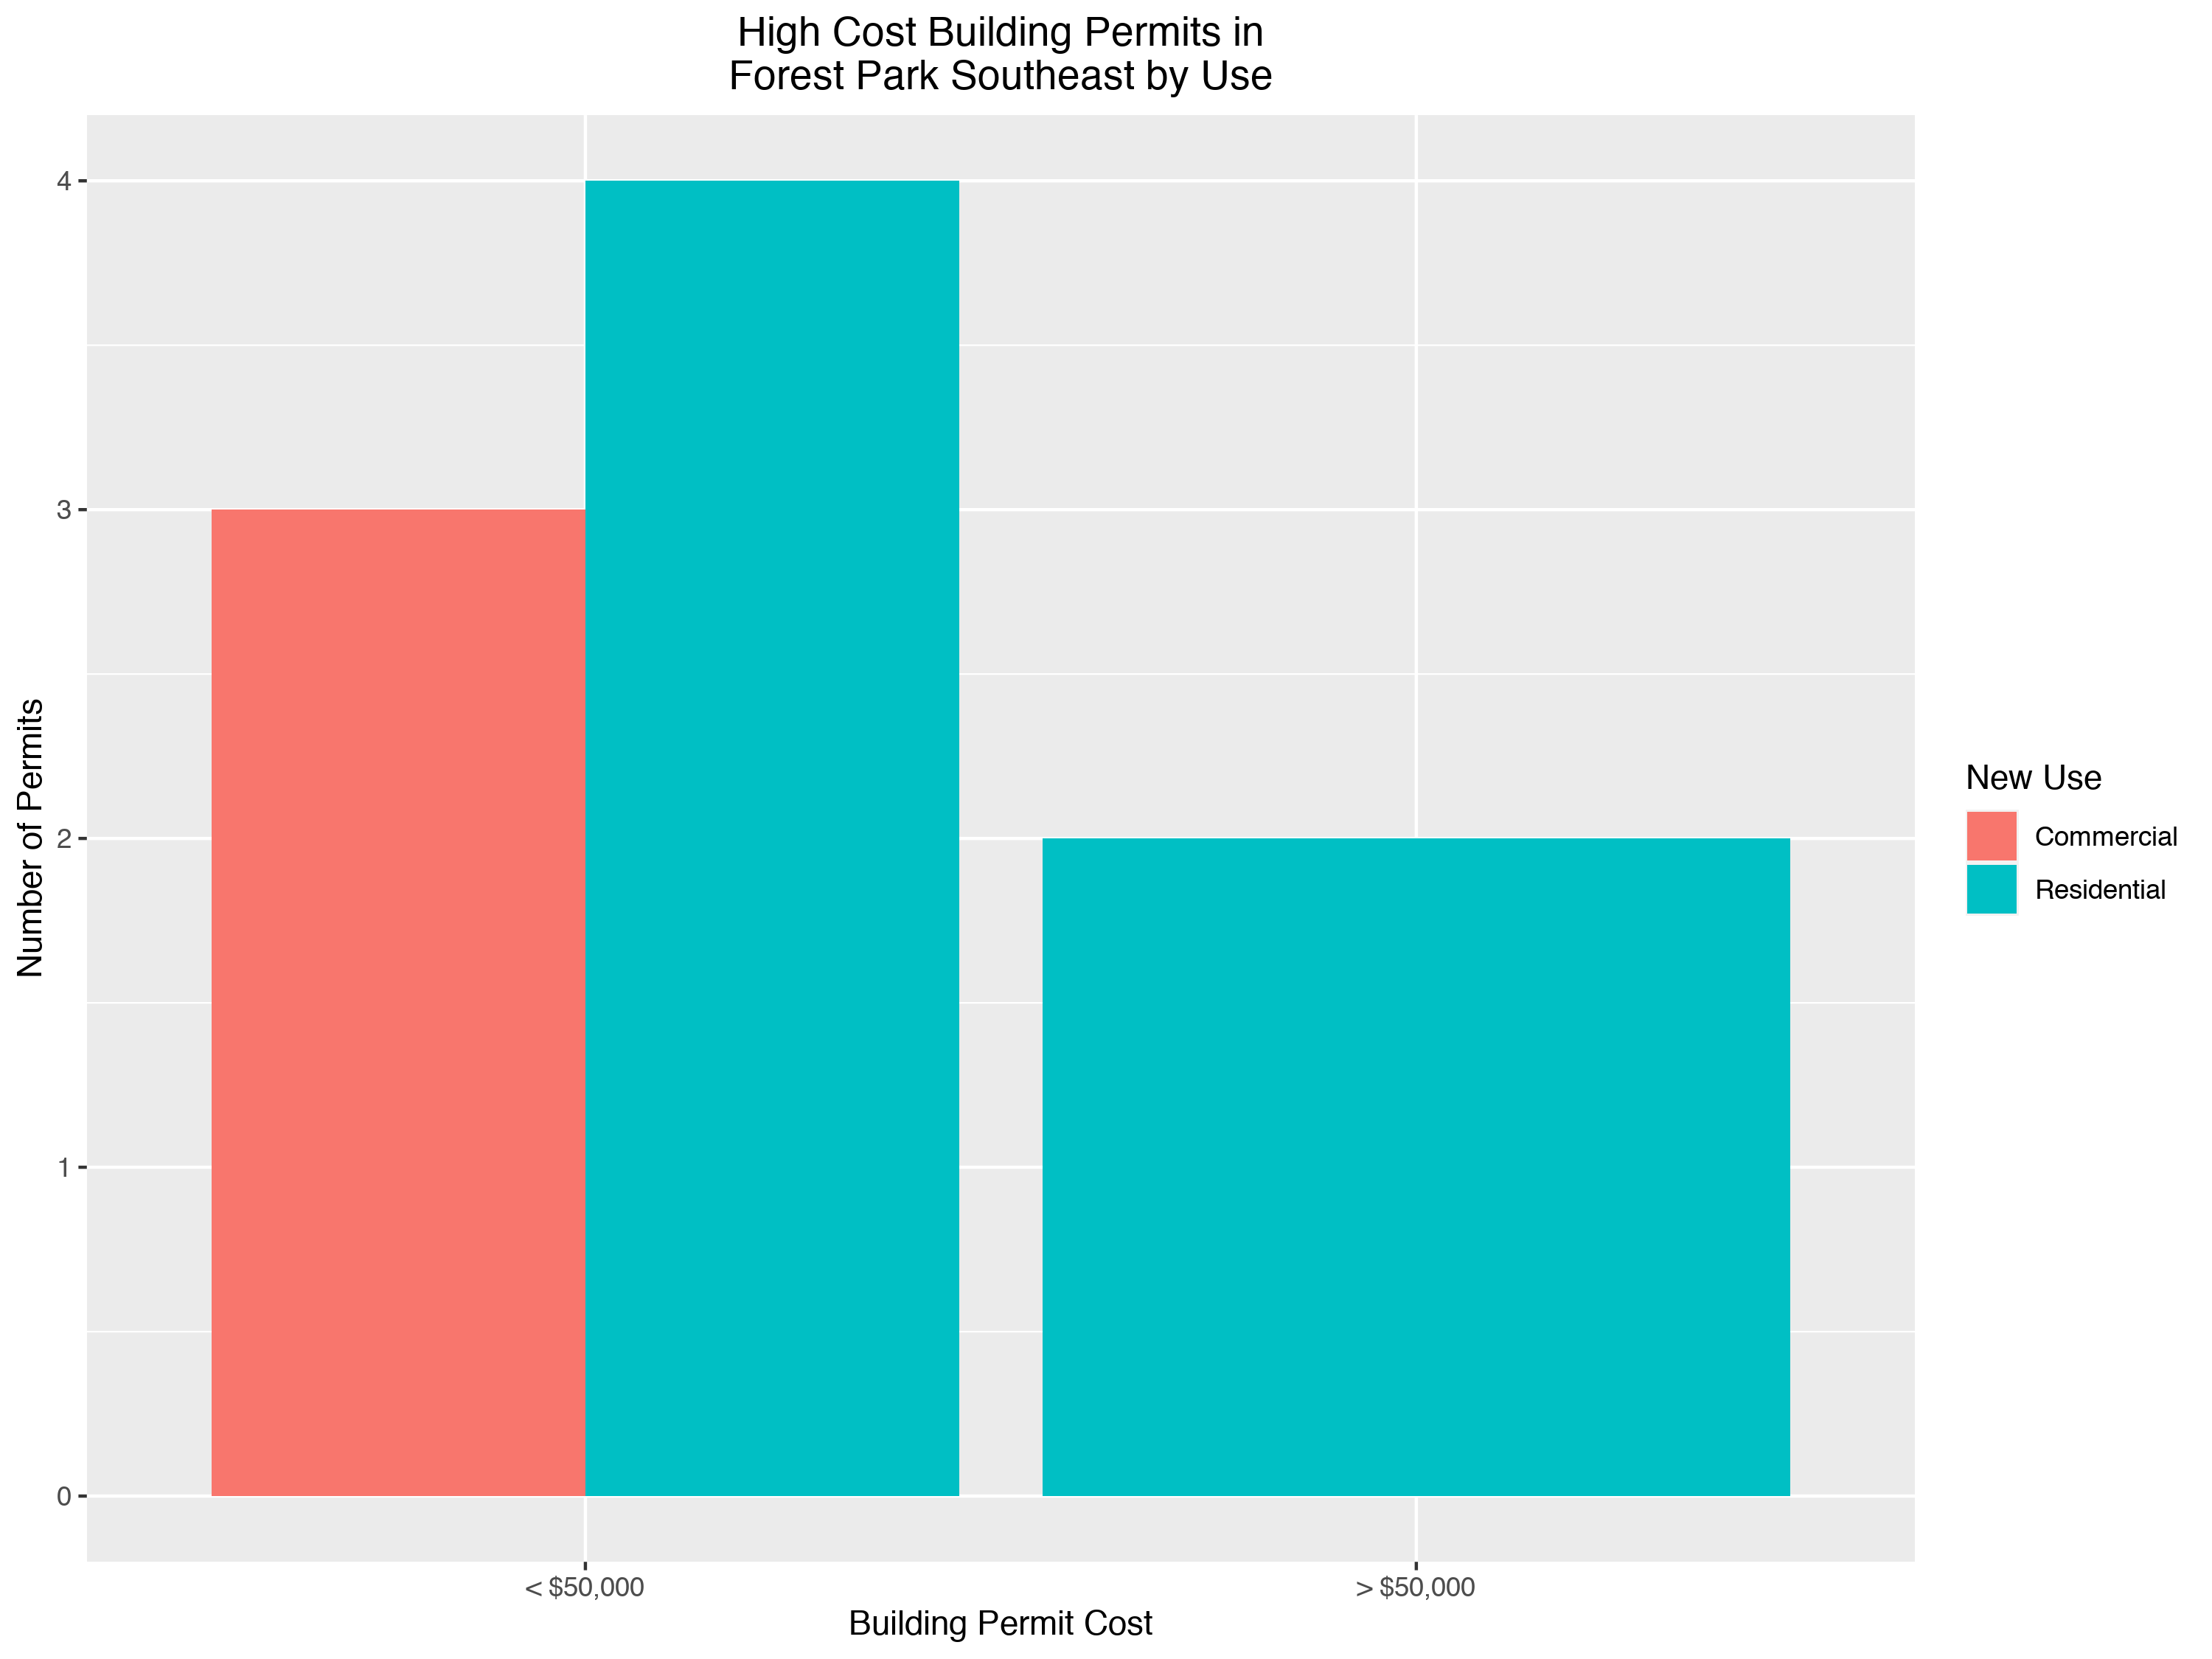 High Cost Building Permits in
Forest Park Southeast by Use
Number of Permits
4
3
2
1
0
< $50,000
> $50,000
Building Permit Cost
New Use
Commercial
Residential